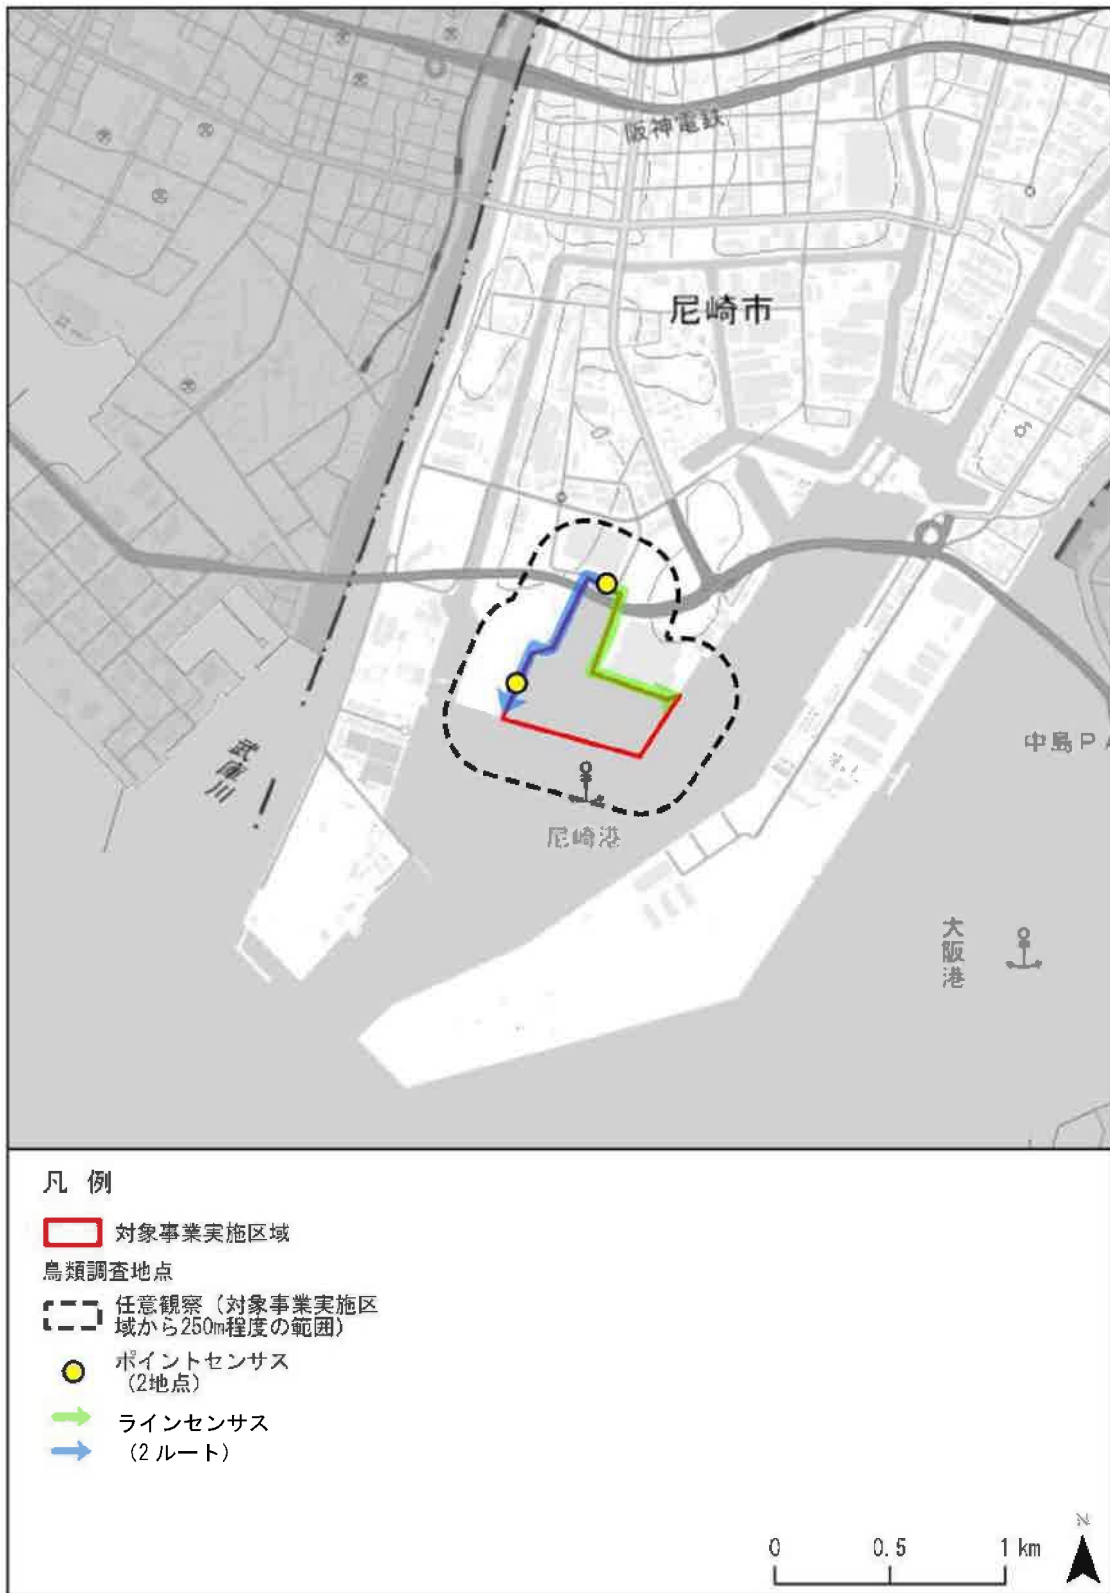 阪神電鉄
尼崎市
武庫川
中島PA
尼崎港
大阪港
凡 例
対象事業実施区域
鳥類調査地点
任意観察(対象事業実施区
域から250m程度の範囲)
ポイントセンサス
(2地点)
ラインセンサス
(2ルート)
0 0.5 1 km
N